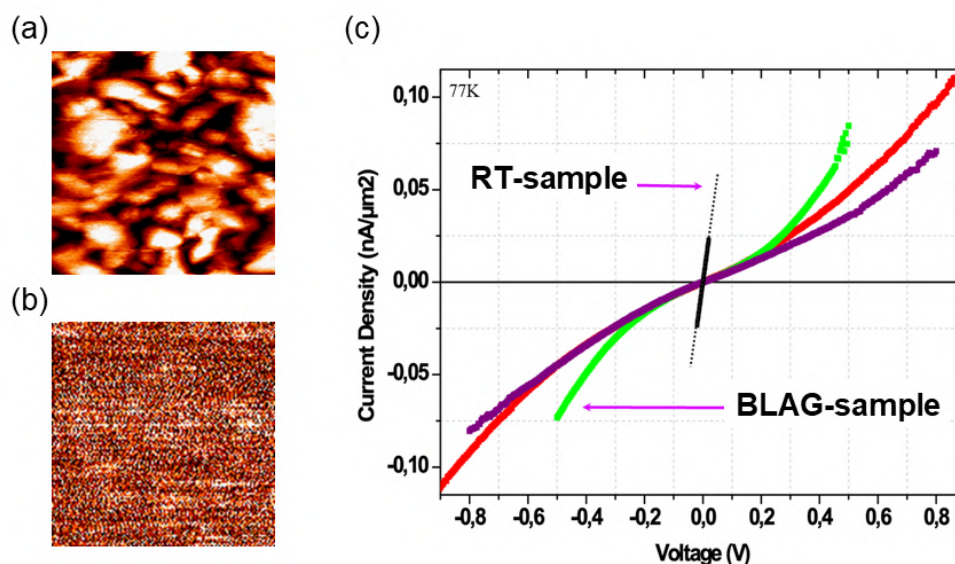 (a)
(b)
(c)
77K
0,10
0,05
0,00
-0,05
-0,10
Current Density (nA/µm2)
RT-sample
BLAG-sample
-0,8 -0,6 -0,4 -0,2 0,0 0,2 0,4 0,6 0,8
Voltage (V)